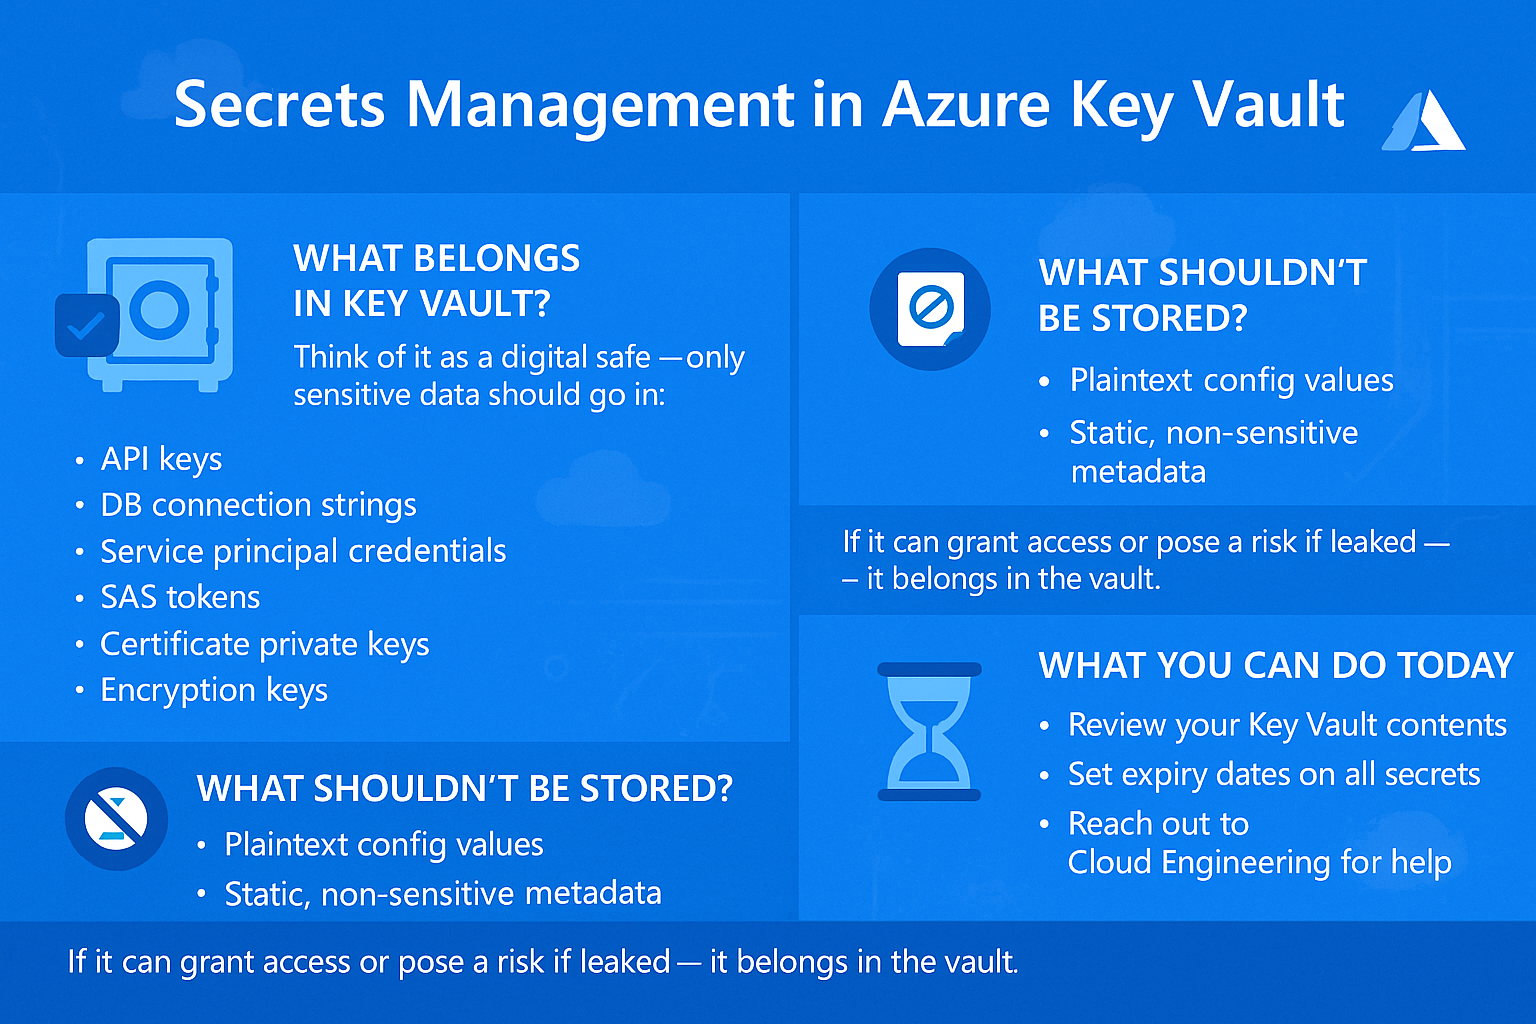 Secrets Management in Azure Key Vault
WHAT BELONGS
IN KEY VAULT?
Think of it as a digital safe — only
sensitive data should go in:
• API keys
• DB connection strings
• Service principal credentials
• SAS tokens
• Certificate private keys
• Encryption keys
WHAT SHOULDN'T BE STORED?
• Plaintext config values
• Static, non-sensitive metadata
WHAT SHOULDN'T
BE STORED?
• Plaintext config values
• Static, non-sensitive
metadata
If it can grant access or pose a risk if leaked —
– it belongs in the vault.
WHAT YOU CAN DO TODAY
• Review your Key Vault contents
• Set expiry dates on all secrets
• Reach out to
Cloud Engineering for help
If it can grant access or pose a risk if leaked — it belongs in the vault.